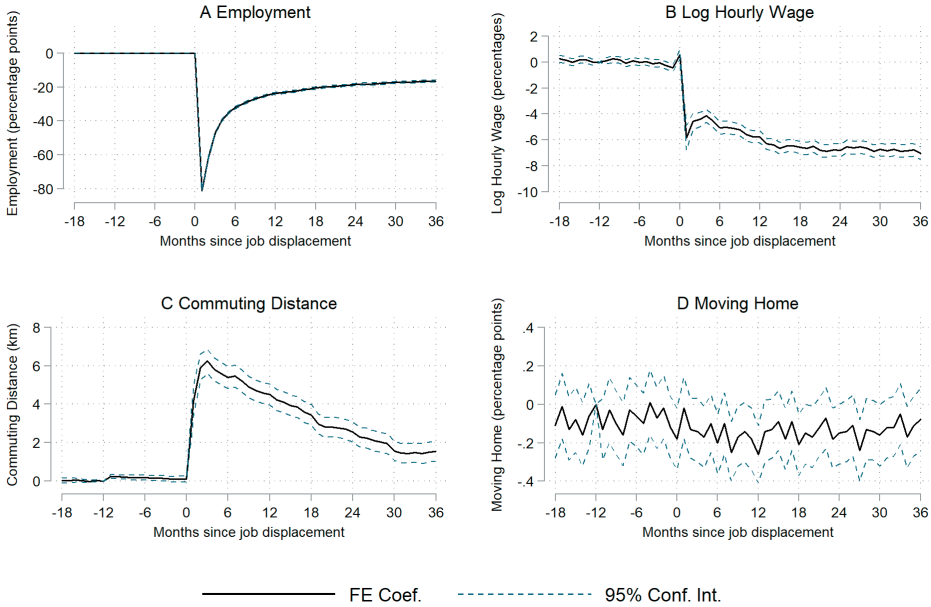 A Employment
Employment (percentage points)
0
-20
-40
-60
-80
-18 -12 -6 0 6 12 18 24 30 36
Months since job displacement
B Log Hourly Wage
Log Hourly Wage (percentages)
2
0
-2
-4
-6
-8
-10
-18 -12 -6 0 6 12 18 24 30 36
Months since job displacement
C Commuting Distance
Commuting Distance (km)
8
6
4
2
0
-18 -12 -6 0 6 12 18 24 30 36
Months since job displacement
D Moving Home
Moving Home (percentage points)
.4
.2
0
-.2
-.4
-18 -12 -6 0 6 12 18 24 30 36
Months since job displacement
FE Coef. 95% Conf. Int.